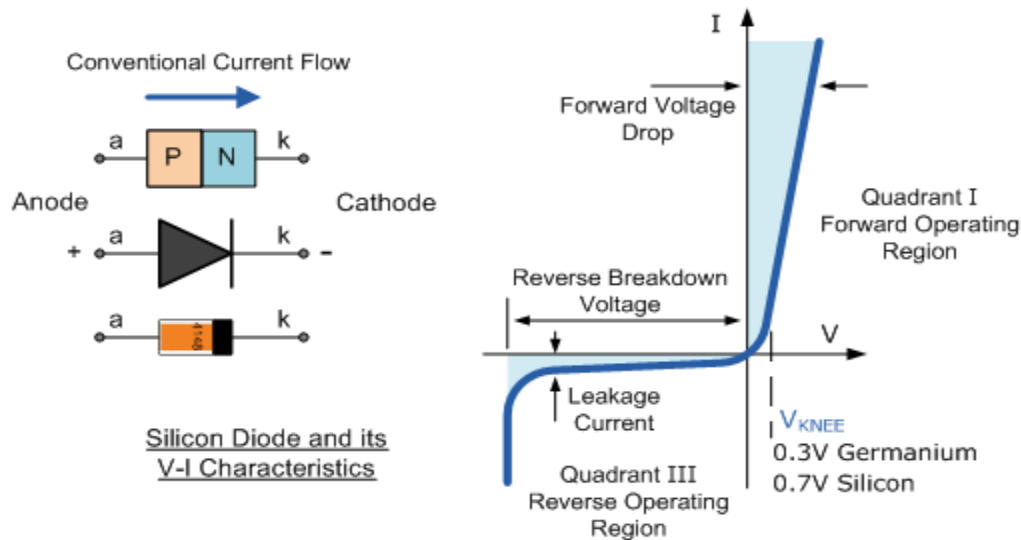 Conventional Current Flow
a
P
N
k
Anode
Cathode
+
a
k
-
a
4148
k
Silicon Diode and its
V-I Characteristics
I
Forward Voltage
Drop
Quadrant I
Forward Operating
Region
Reverse Breakdown
Voltage
V
Leakage
Current
VKNEE
0.3V Germanium
0.7V Silicon
Quadrant III
Reverse Operating
Region